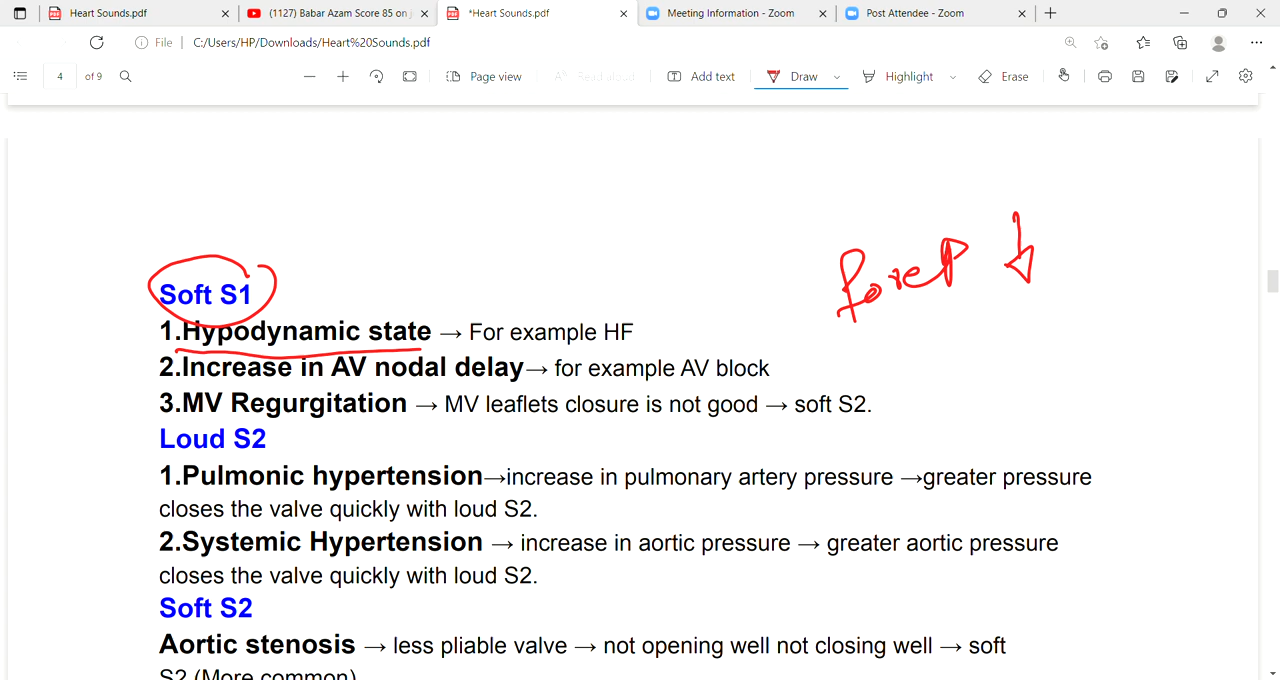 Heart Sounds.pdf
(1127) Babar Azam Score 85 on
*Heart Sounds.pdf
Meeting Information - Zoom
Post Attendee - Zoom
File | C:/Users/HP/Downloads/Heart%20Sounds.pdf
4 of 9
Page view
Read aloud
Add text
Draw
Highlight
Erase
Soft S1
1.Hypodynamic state → For example HF
2.Increase in AV nodal delay→ for example AV block
3.MV Regurgitation → MV leaflets closure is not good → soft S2.
Loud S2
1.Pulmonic hypertension→increase in pulmonary artery pressure →greater pressure
closes the valve quickly with loud S2.
2.Systemic Hypertension → increase in aortic pressure → greater aortic pressure
closes the valve quickly with loud S2.
Soft S2
Aortic stenosis → less pliable valve → not opening well not closing well → soft
S2.(More common)